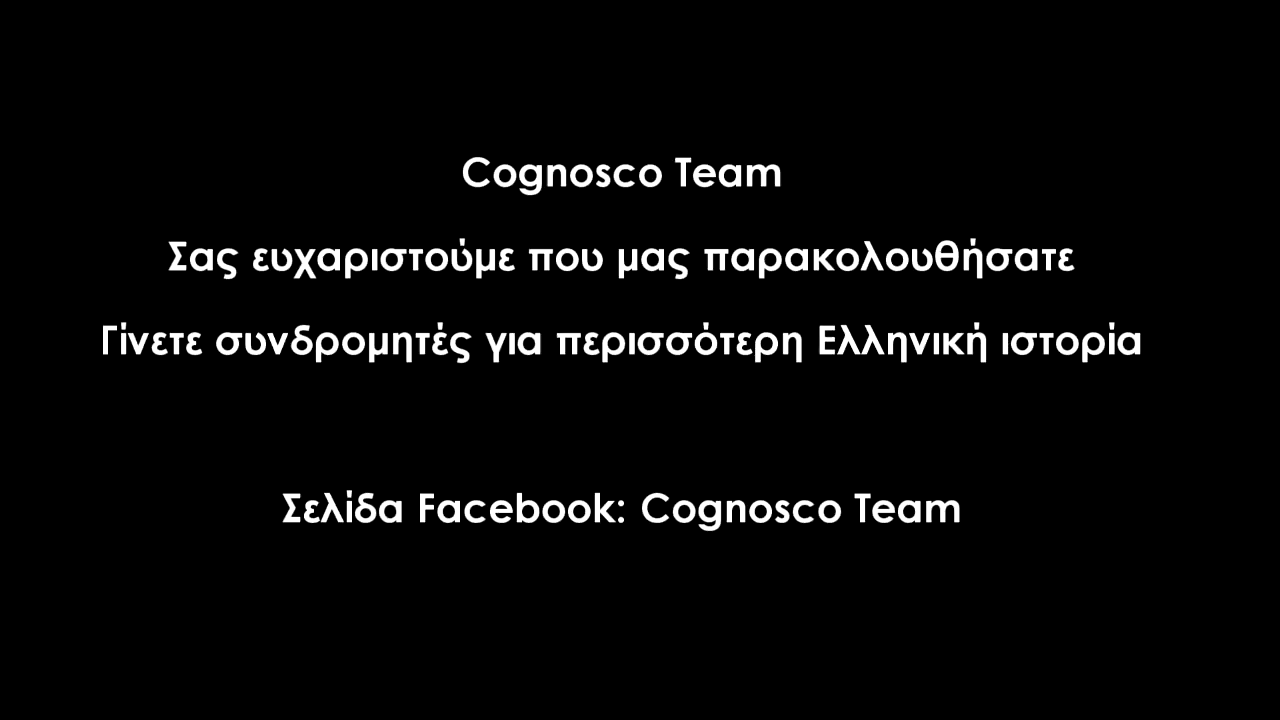 Cognosco Team
Σας ευχαριστούμε που μας παρακολουθήσατε
Γίνετε συνδρομητές για περισσότερη Ελληνική ιστορία
Σελίδα Facebook: Cognosco Team